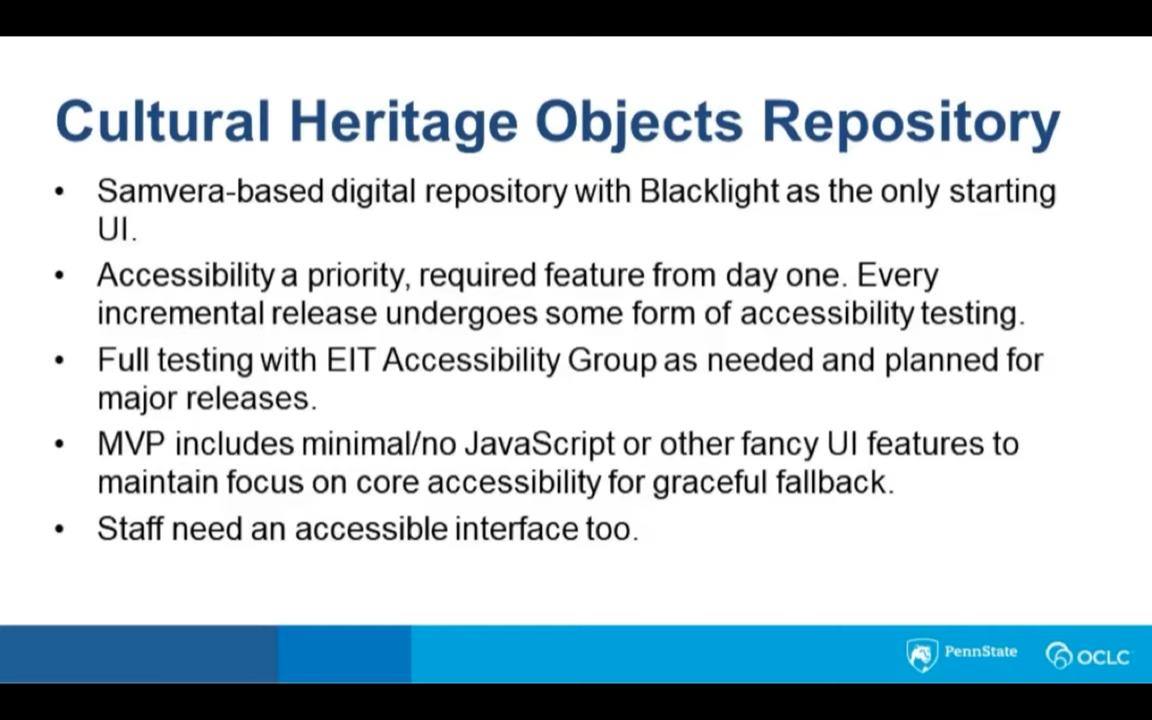 Cultural Heritage Objects Repository
• Samvera-based digital repository with Blacklight as the only starting
UI.
• Accessibility a priority, required feature from day one. Every
incremental release undergoes some form of accessibility testing.
• Full testing with EIT Accessibility Group as needed and planned for
major releases.
• MVP includes minimal/no JavaScript or other fancy UI features to
maintain focus on core accessibility for graceful fallback.
• Staff need an accessible interface too.
PennState OCLC